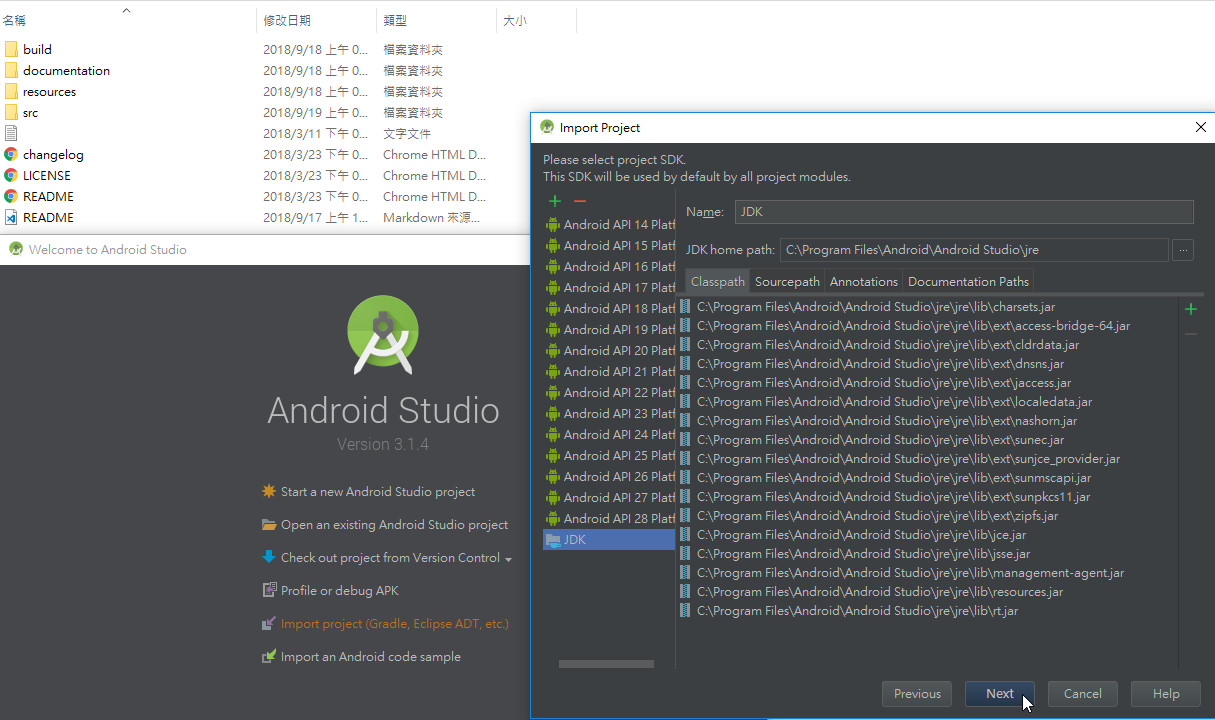 名稱 修改日期 類型 大小
build 2018/9/18 上午 0... 檔案資料夾
documentation 2018/9/18 上午 0... 檔案資料夾
resources 2018/9/18 上午 0... 檔案資料夾
src 2018/9/19 上午 0... 檔案資料夾
2018/3/11 下午 0... 文字文件
changelog 2018/3/23 下午 0... Chrome HTML D...
LICENSE 2018/3/23 下午 0... Chrome HTML D...
README 2018/3/23 下午 0... Chrome HTML D...
README 2018/9/17 上午 1... Markdown 來源...
Welcome to Android Studio
Android Studio
Version 3.1.4
Start a new Android Studio project
Open an existing Android Studio project
Check out project from Version Control
Profile or debug APK
Import project (Gradle, Eclipse ADT, etc.)
Import an Android code sample
Import Project
Please select project SDK.
This SDK will be used by default by all project modules.
Android API 14 Platf
Android API 15 Platf
Android API 16 Platf
Android API 17 Platf
Android API 18 Platf
Android API 19 Platf
Android API 20 Platf
Android API 21 Platf
Android API 22 Platf
Android API 23 Platf
Android API 24 Platf
Android API 25 Platf
Android API 26 Platf
Android API 27 Platf
Android API 28 Platf
JDK
Name: JDK
JDK home path: C:\Program Files\Android\Android Studio\jre ...
Classpath Sourcepath Annotations Documentation Paths
C:\Program Files\Android\Android Studio\jre\jre\lib\charsets.jar
C:\Program Files\Android\Android Studio\jre\jre\lib\ext\access-bridge-64.jar
C:\Program Files\Android\Android Studio\jre\jre\lib\ext\cldrdata.jar
C:\Program Files\Android\Android Studio\jre\jre\lib\ext\dnsns.jar
C:\Program Files\Android\Android Studio\jre\jre\lib\ext\jaccess.jar
C:\Program Files\Android\Android Studio\jre\jre\lib\ext\localedata.jar
C:\Program Files\Android\Android Studio\jre\jre\lib\ext\nashorn.jar
C:\Program Files\Android\Android Studio\jre\jre\lib\ext\sunec.jar
C:\Program Files\Android\Android Studio\jre\jre\lib\ext\sunjce_provider.jar
C:\Program Files\Android\Android Studio\jre\jre\lib\ext\sunmscapi.jar
C:\Program Files\Android\Android Studio\jre\jre\lib\ext\sunpkcs11.jar
C:\Program Files\Android\Android Studio\jre\jre\lib\ext\zipfs.jar
C:\Program Files\Android\Android Studio\jre\jre\lib\jce.jar
C:\Program Files\Android\Android Studio\jre\jre\lib\jsse.jar
C:\Program Files\Android\Android Studio\jre\jre\lib\management-agent.jar
C:\Program Files\Android\Android Studio\jre\jre\lib\resources.jar
C:\Program Files\Android\Android Studio\jre\jre\lib\rt.jar
Previous Next Cancel Help